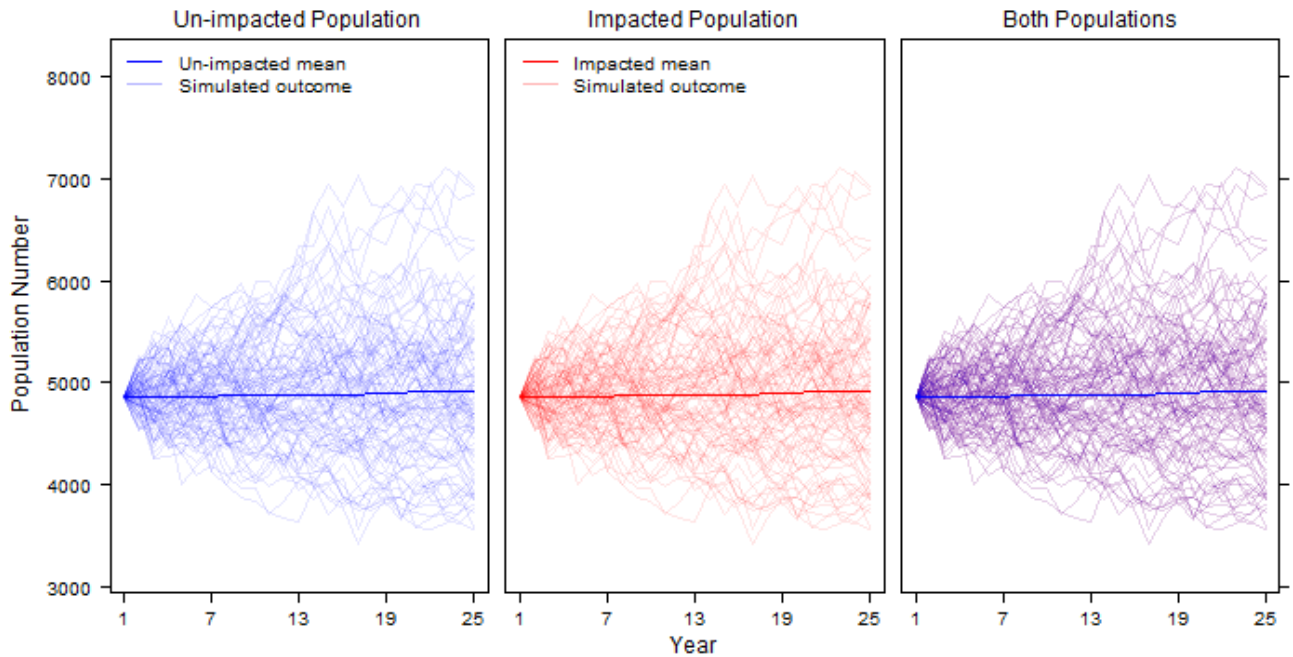 Un-impacted Population
Impacted Population
Both Populations
Un-impacted mean
Simulated outcome
Impacted mean
Simulated outcome
8000
7000
6000
5000
4000
3000
Population Number
1 7 13 19 25
1 7 13 19 25
1 7 13 19 25
Year